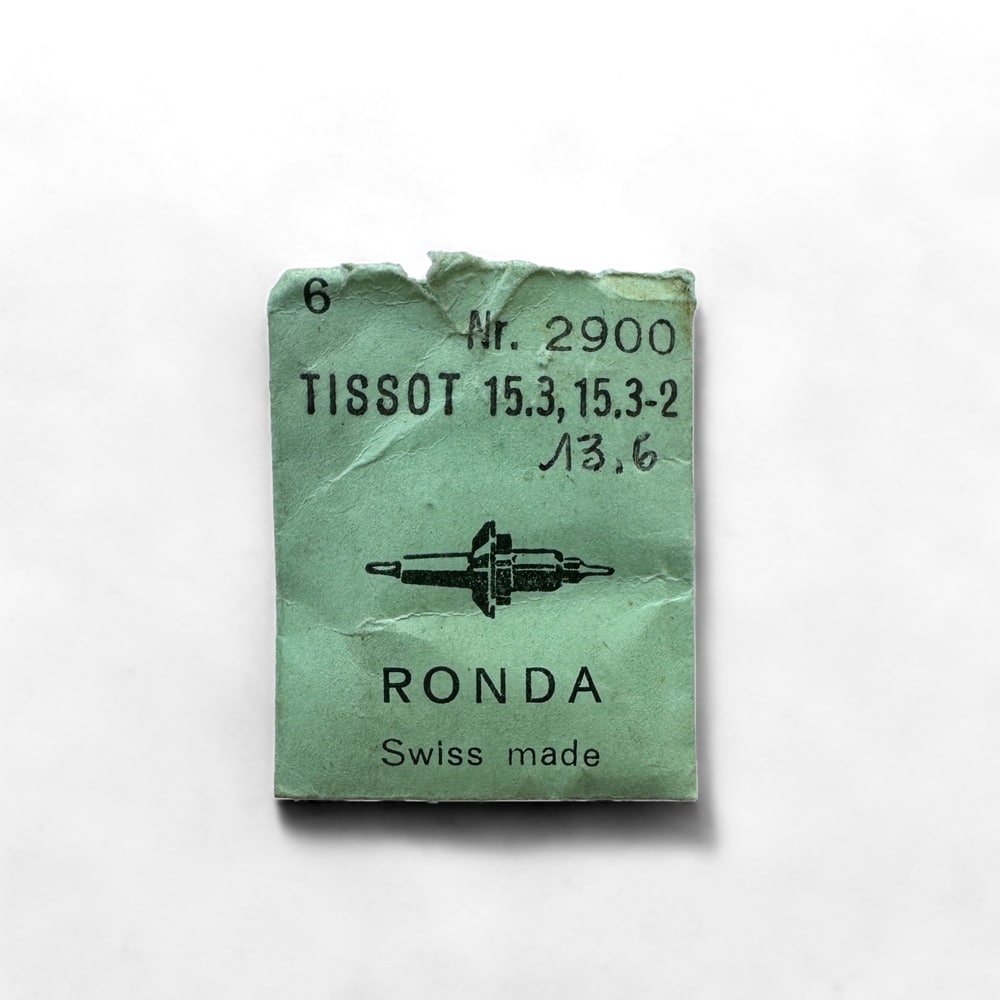 6
Nr. 2900
TISSOT 15.3, 15.3-2
13.6
RONDA
Swiss made